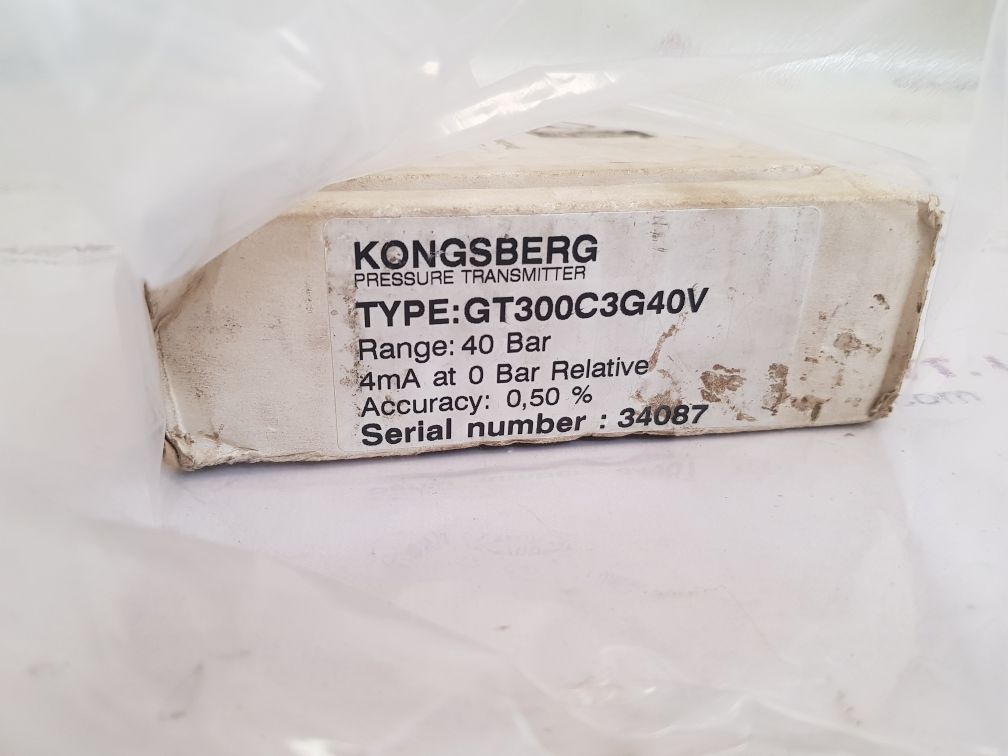 KONGSBERG
PRESSURE TRANSMITTER
TYPE:GT300C3G40V
Range: 40 Bar
4mA at 0 Bar Relative
Accuracy: 0,50 %
Serial number : 34087